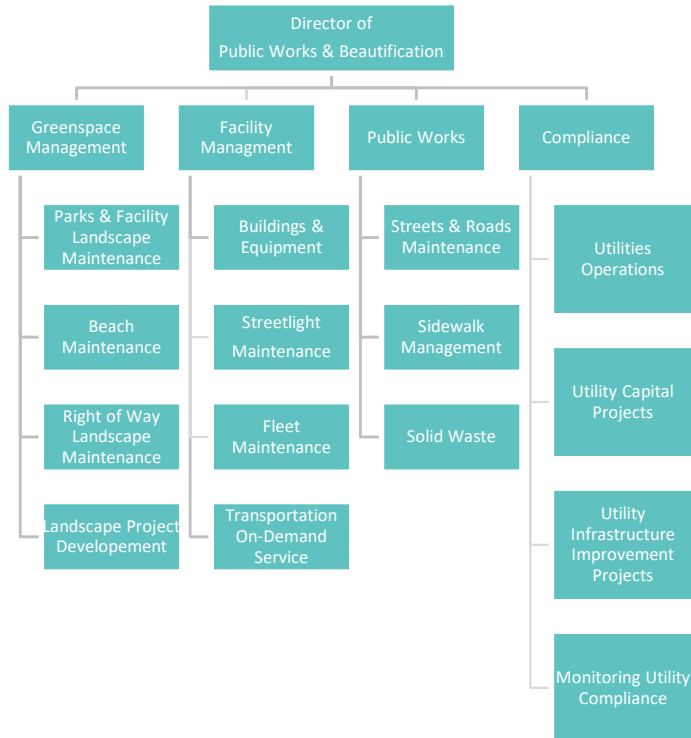 Director of
Public Works & Beautification
Greenspace
Management
Facility
Managment
Public Works
Compliance
Parks & Facility
Landscape
Maintenance
Beach
Maintenance
Right of Way
Landscape
Maintenance
Landscape Project
Developement
Buildings &
Equipment
Streetlight
Maintenance
Fleet
Maintenance
Transportation
On-Demand
Service
Streets & Roads
Maintenance
Sidewalk
Management
Solid Waste
Utilities
Operations
Utility Capital
Projects
Utility
Infrastructure
Improvement
Projects
Monitoring Utility
Compliance